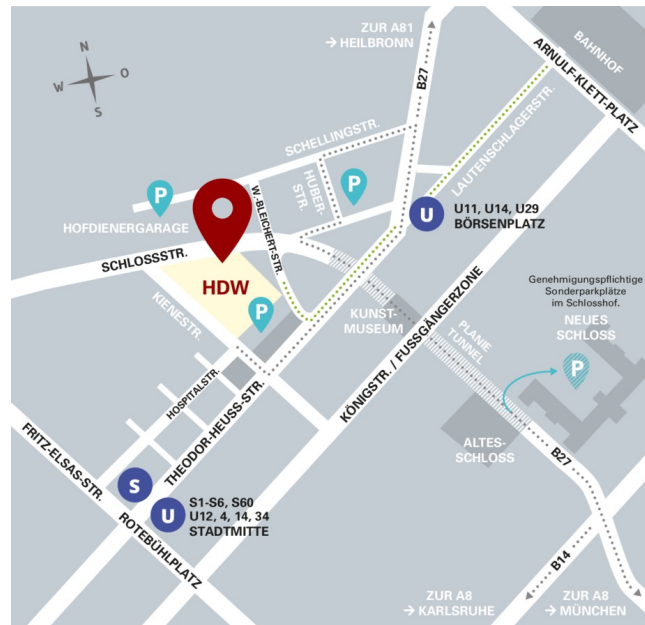 ZUR A81
→ HEILBRONN
BAHNHOF
ARNULF-KLETT-PLATZ
N
W
O
S
B27
SCHELLINGSTR.
LAUTENSCHLAGERSTR.
HUBER-
STR.
P
P
W.-BLEICHERT-STR.
HOFDIENERGARAGE
U
U11, U14, U29
BÖRSENPLATZ
SCHLOSSSTR.
HDW
KIENESTR.
P
KUNST-
MUSEUM
KÖNIGSTR. / FUSSGÄNGERZONE
PLANIE
TUNNEL
Genehmigungspflichtige
Sonderparkplätze
im Schlosshof.
NEUES
SCHLOSS
P
HOSPITALSTR.
THEODOR-HEUSS-STR.
ALTES-
SCHLOSS
B27
FRITZ-ELSAS-STR.
S
U
S1-S6, S60
U12, 4, 14, 34
STADTMITTE
ROTEBÜHLPLATZ
B14
ZUR A8
→ KARLSRUHE
ZUR A8
→ MÜNCHEN